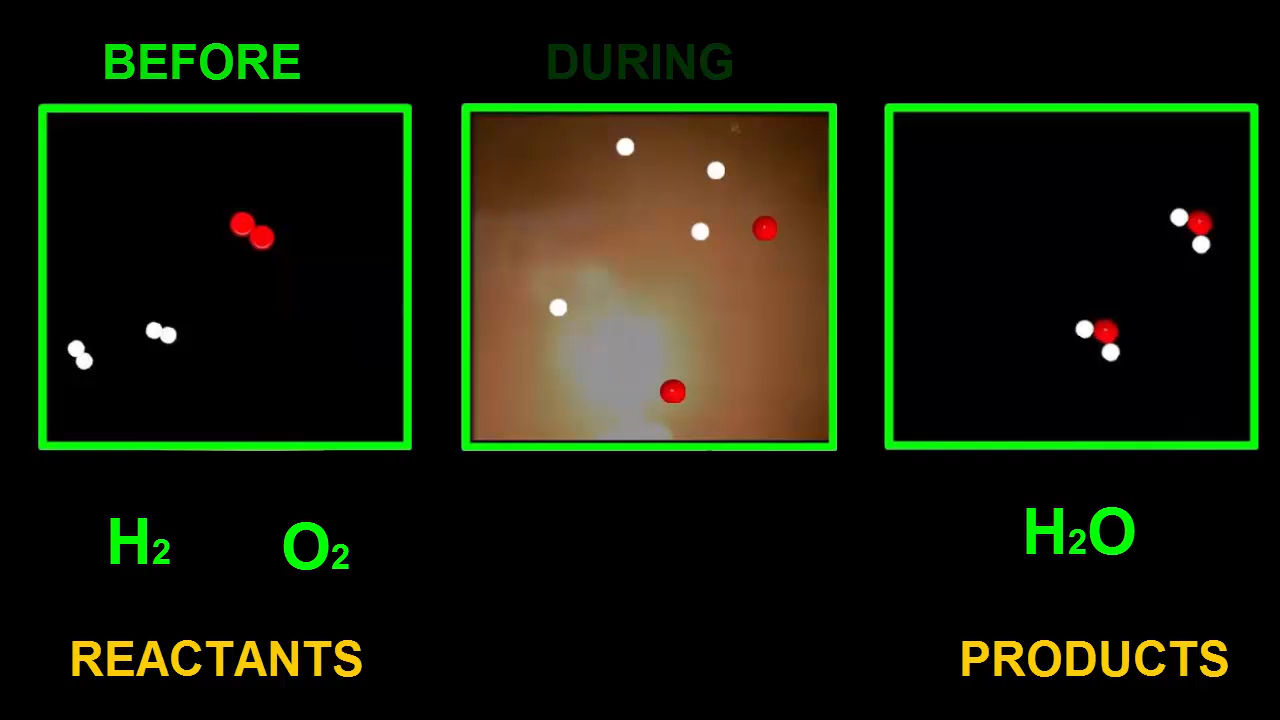 BEFORE
DURING
H2
O2
H2O
REACTANTS
PRODUCTS